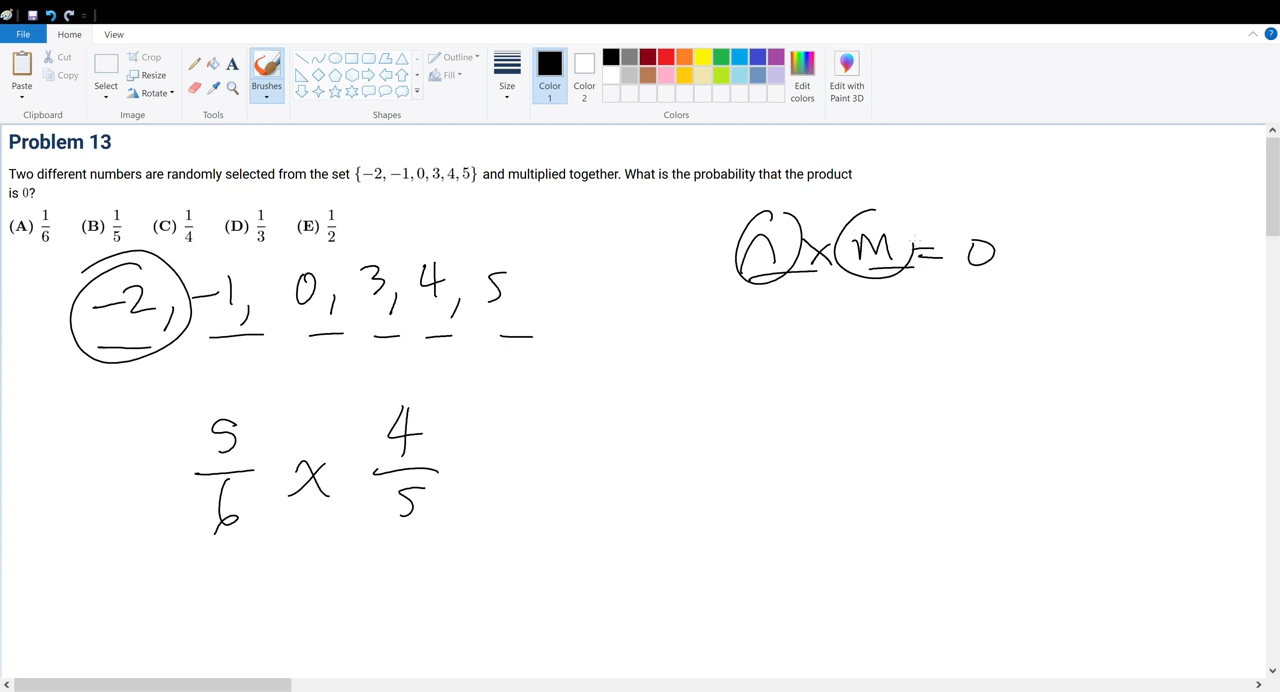 File Home View
Paste Cut Copy Clipboard
Select Crop Resize Rotate Image
A Tools
Brushes
Outline Fill Shapes
Size
Color 1 Color 2 Edit colors Edit with Paint 3D Colors
?
Problem 13
Two different numbers are randomly selected from the set {−2, −1, 0, 3, 4, 5} and multiplied together. What is the probability that the product
is 0?
(A) 1/6 (B) 1/5 (C) 1/4 (D) 1/3 (E) 1/2
n × m = 0
−2, −1, 0, 3, 4, 5
5/6 × 4/5